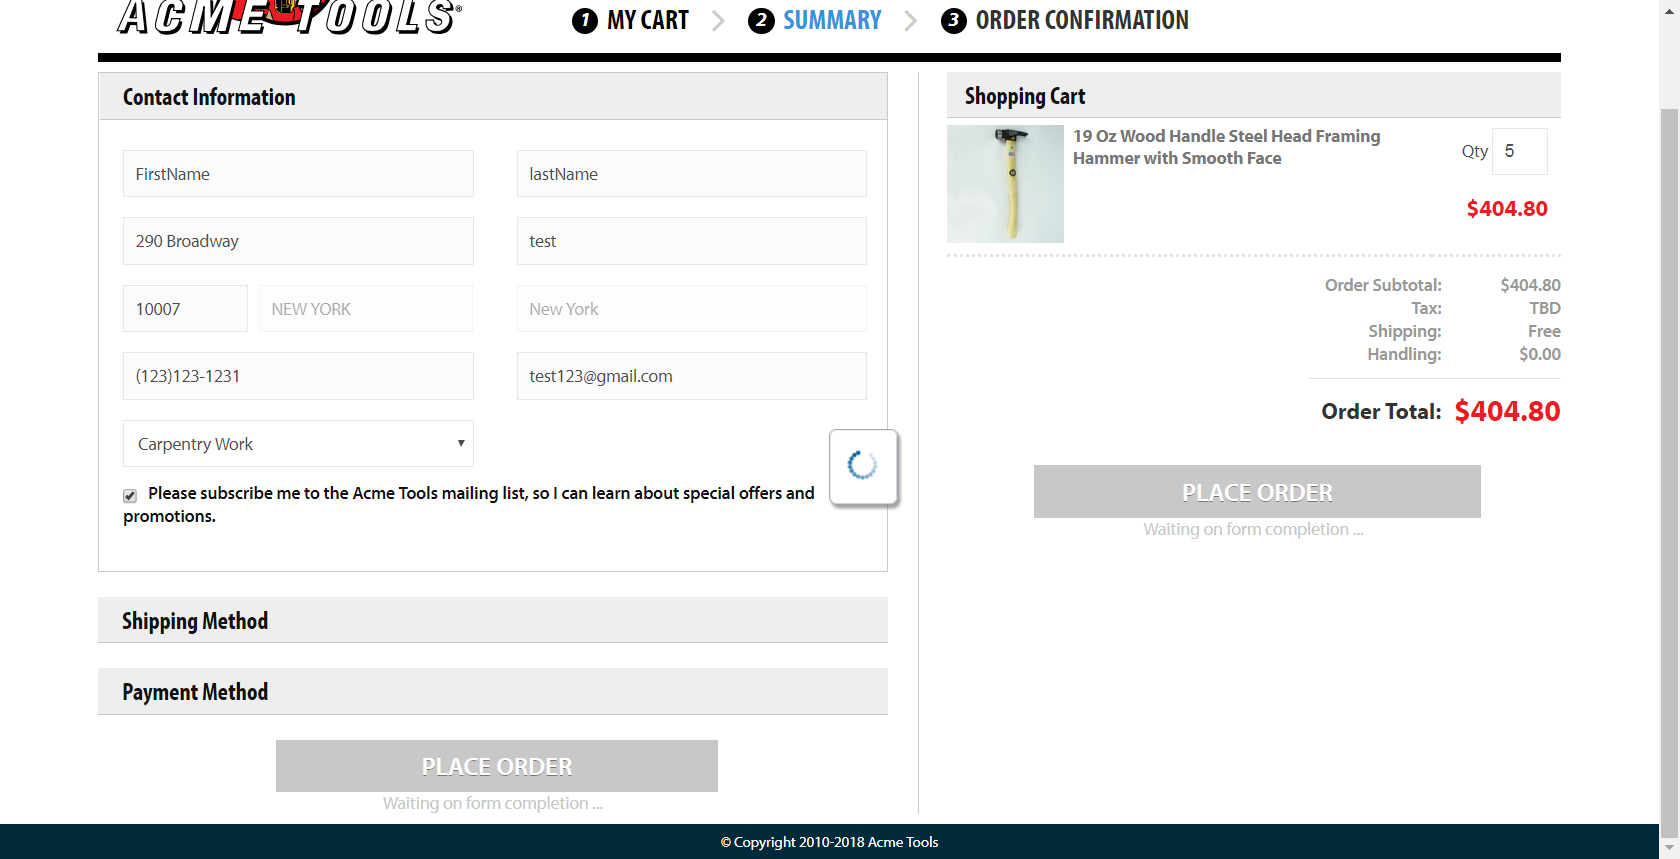 ACME TOOLS®
1 MY CART
2 SUMMARY
3 ORDER CONFIRMATION
Contact Information
FirstName
lastName
290 Broadway
test
10007
NEW YORK
New York
(123)123-1231
test123@gmail.com
Carpentry Work
Please subscribe me to the Acme Tools mailing list, so I can learn about special offers and
promotions.
Shipping Method
Payment Method
PLACE ORDER
Waiting on form completion ...
Shopping Cart
19 Oz Wood Handle Steel Head Framing
Hammer with Smooth Face
Qty 5
$404.80
Order Subtotal: $404.80
Tax: TBD
Shipping: Free
Handling: $0.00
Order Total: $404.80
PLACE ORDER
Waiting on form completion ...
© Copyright 2010-2018 Acme Tools